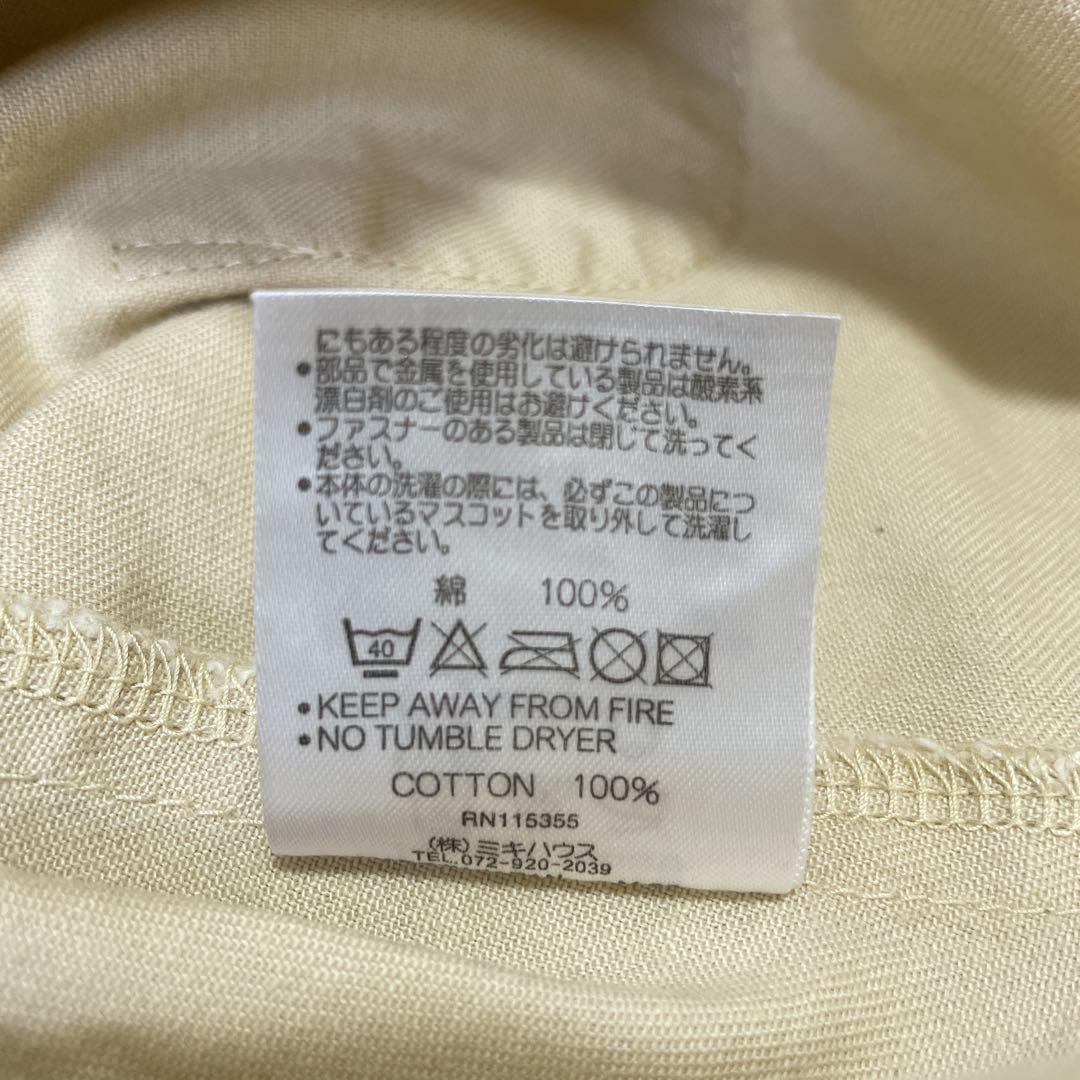 にもある程度の劣化は避けられません。
•部品で金属を使用している製品は酸素系
漂白剤のご使用はお避けください。
•ファスナーのある製品は閉じて洗ってく
ださい。
•本体の洗濯の際には、必ずこの製品につ
いているマスコットを取り外して洗濯し
てください。
綿 100%
40
•KEEP AWAY FROM FIRE
•NO TUMBLE DRYER
COTTON 100%
RN115355
(株)ミキハウス
TEL.072-920-2039